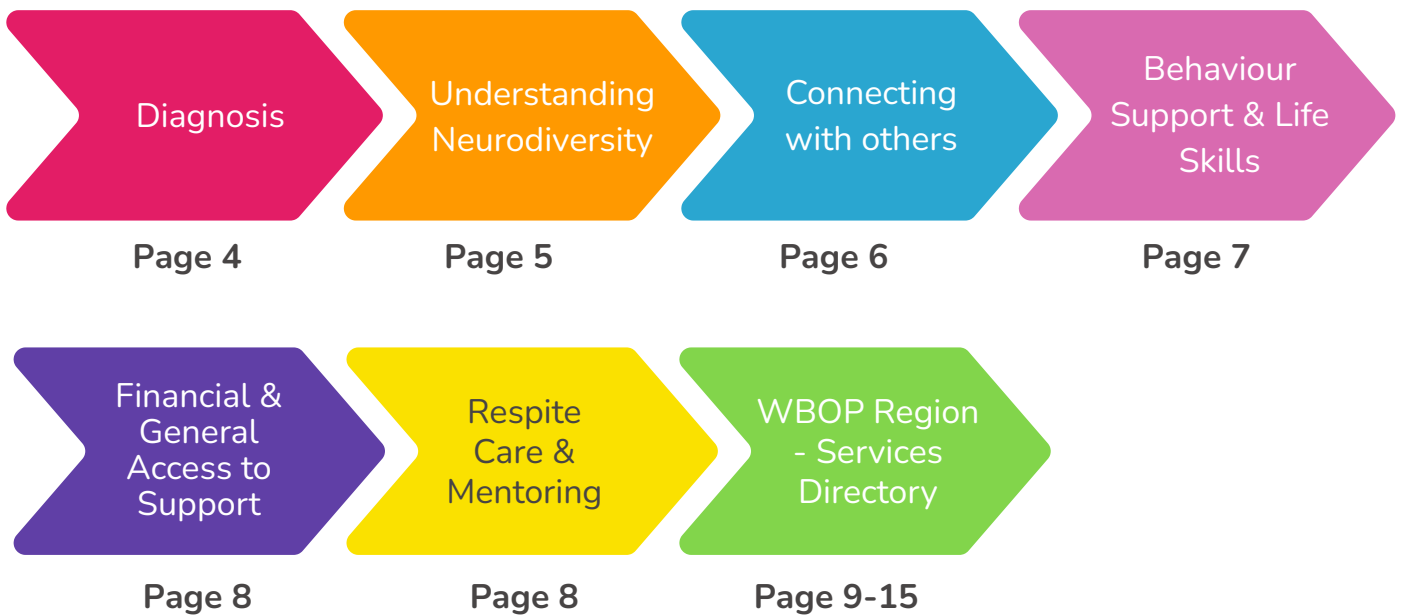 Diagnosis
Understanding
Neurodiversity
Connecting
with others
Behaviour
Support & Life
Skills
Page 4
Page 5
Page 6
Page 7
Financial &
General
Access to
Support
Respite
Care &
Mentoring
WBOP Region
- Services
Directory
Page 8
Page 8
Page 9-15